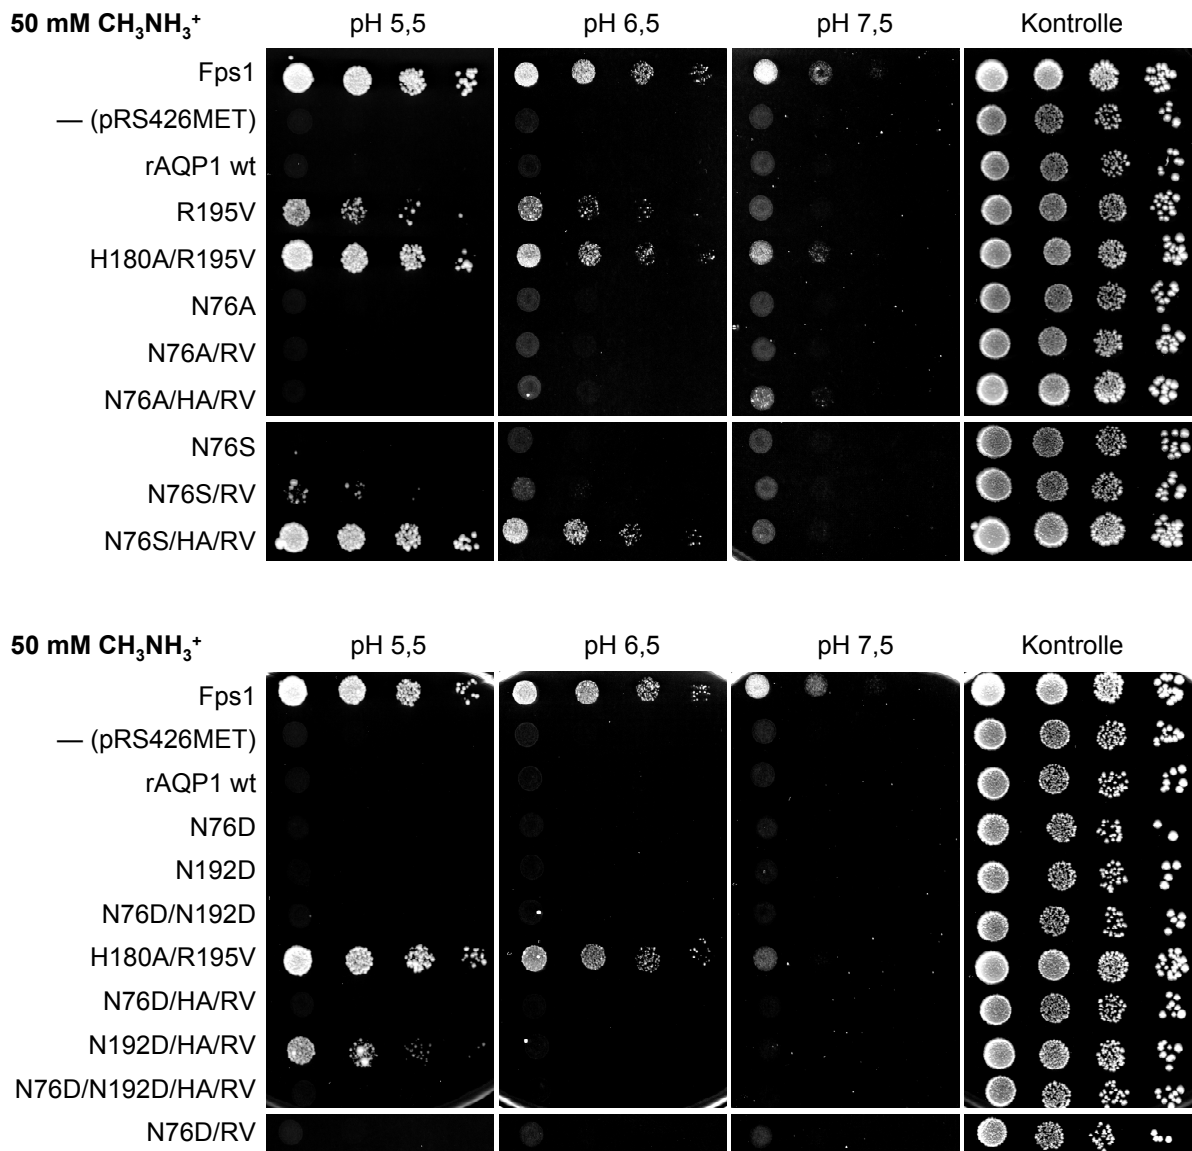 50 mM CH₃NH₃⁺ pH 5,5 pH 6,5 pH 7,5 Kontrolle
Fps1
— (pRS426MET)
rAQP1 wt
R195V
H180A/R195V
N76A
N76A/RV
N76A/HA/RV
N76S
N76S/RV
N76S/HA/RV
50 mM CH₃NH₃⁺ pH 5,5 pH 6,5 pH 7,5 Kontrolle
Fps1
— (pRS426MET)
rAQP1 wt
N76D
N192D
N76D/N192D
H180A/R195V
N76D/HA/RV
N192D/HA/RV
N76D/N192D/HA/RV
N76D/RV